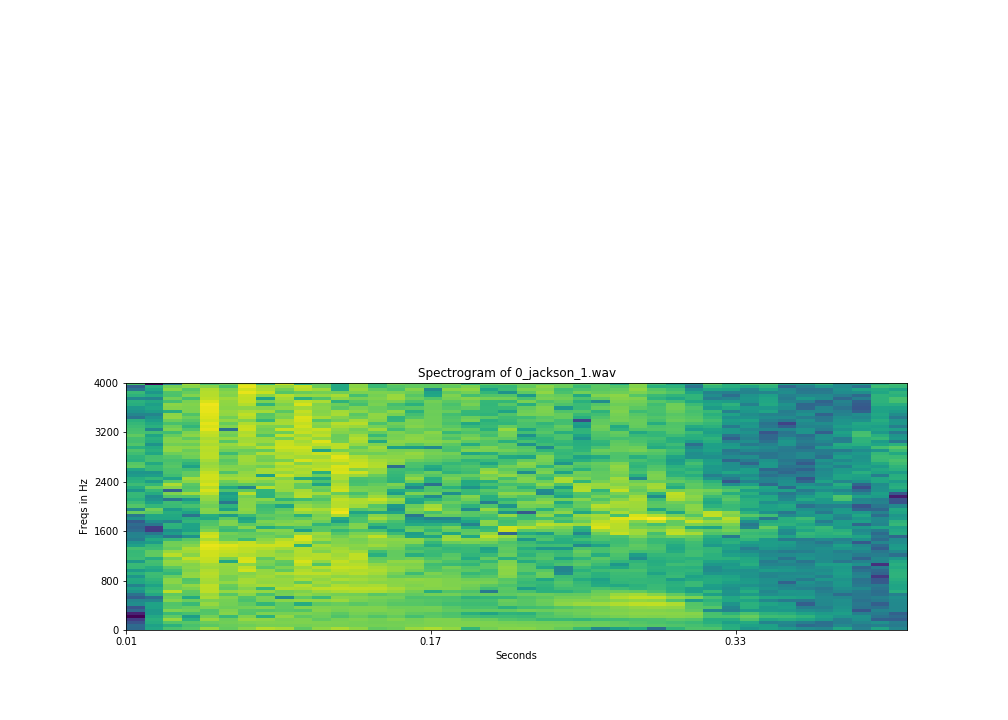 Spectrogram of 0_jackson_1.wav
4000
3200
2400
1600
800
0
Freqs in Hz
0.01 0.17 0.33
Seconds